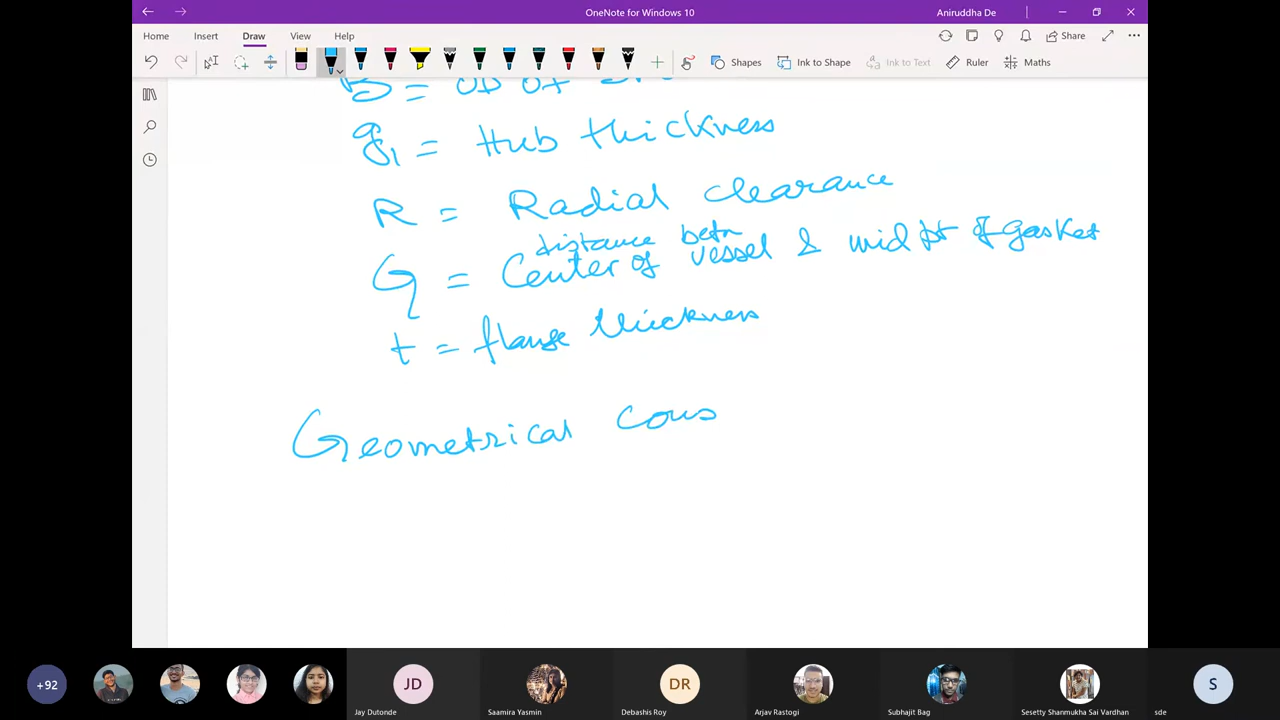 OneNote for Windows 10
Aniruddha De
Home Insert Draw View Help
Share
Shapes Ink to Shape Ink to Text Ruler Maths
B = OD of
g1 = Hub thickness
R = Radial clearance
distance betn
G = Center of vessel & mid pt of gasket
t = flange thickness
Geometrical cons
+92
JD
Jay Dutonde
Saamira Yasmin
DR
Debashis Roy
Arjav Rastogi
Subhajit Bag
Sesetty Shanmukha Sai Vardhan
S
sde